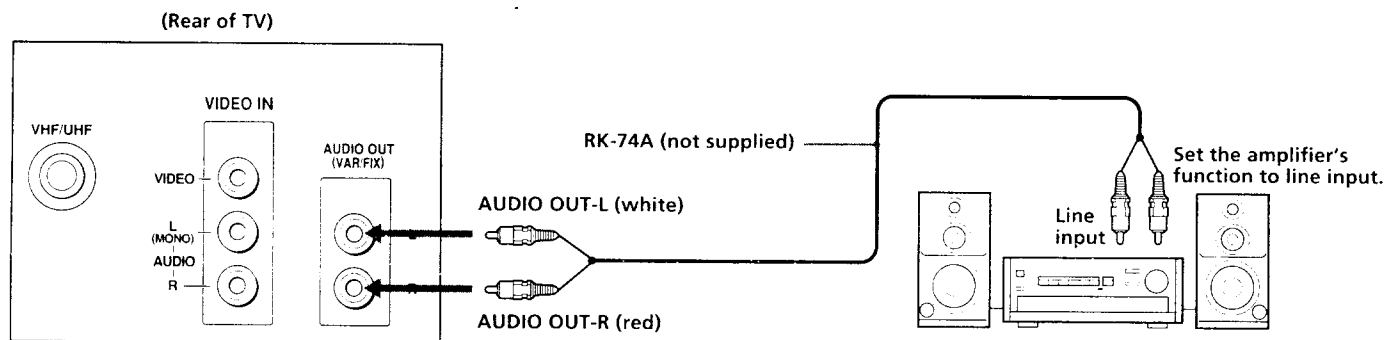 (Rear of TV)
VIDEO IN
VHF/UHF
AUDIO OUT
(VAR/FIX)
VIDEO
L
(MONO)
AUDIO
R
RK-74A (not supplied)
AUDIO OUT-L (white)
AUDIO OUT-R (red)
Set the amplifier's
function to line input.
Line
input